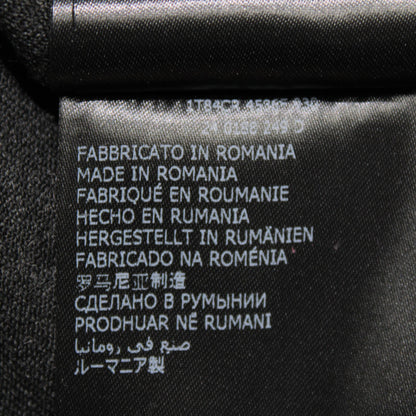 FABBRICATO IN ROMANIA
MADE IN ROMANIA
FABRIQUÉ EN ROUMANIE
HECHO EN RUMANIA
HERGESTELLT IN RUMÄNIEN
FABRICADO NA ROMÉNIA
罗马尼亚制造
СДЕЛАНО В РУМЫНИИ
PRODHUAR NË RUMANI
صنع في رومانيا
ルーマニア製